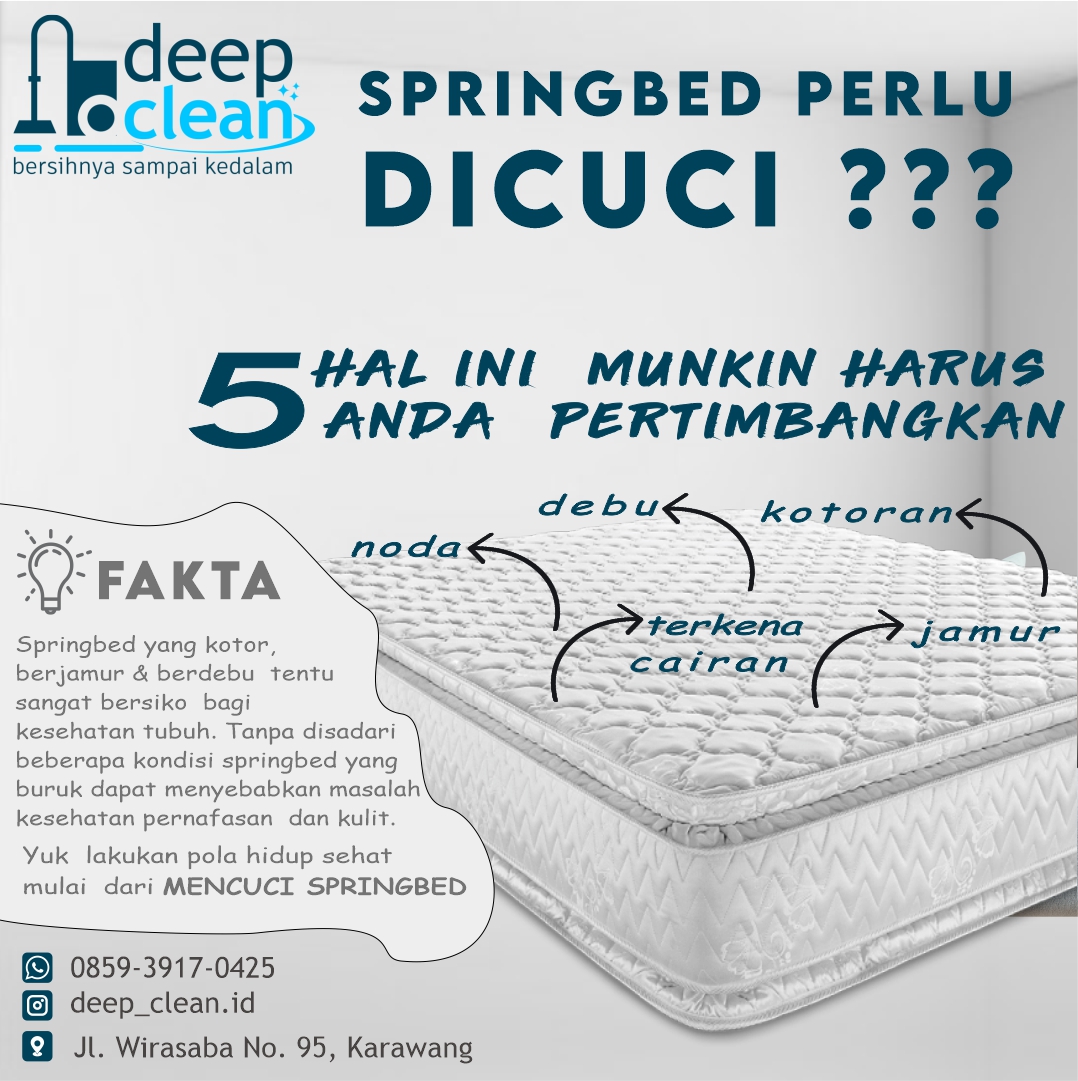 deep
clean
bersihnya sampai kedalam
SPRINGBED PERLU
DICUCI ???
5 HAL INI MUNKIN HARUS
ANDA PERTIMBANGKAN
debu
kotoran
noda
terkena
cairan
jamur
FAKTA
Springbed yang kotor,
berjamur & berdebu tentu
sangat bersiko bagi
kesehatan tubuh. Tanpa disadari
beberapa kondisi springbed yang
buruk dapat menyebabkan masalah
kesehatan pernafasan dan kulit.
Yuk lakukan pola hidup sehat
mulai dari MENCUCI SPRINGBED
0859-3917-0425
deep_clean.id
Jl. Wirasaba No. 95, Karawang